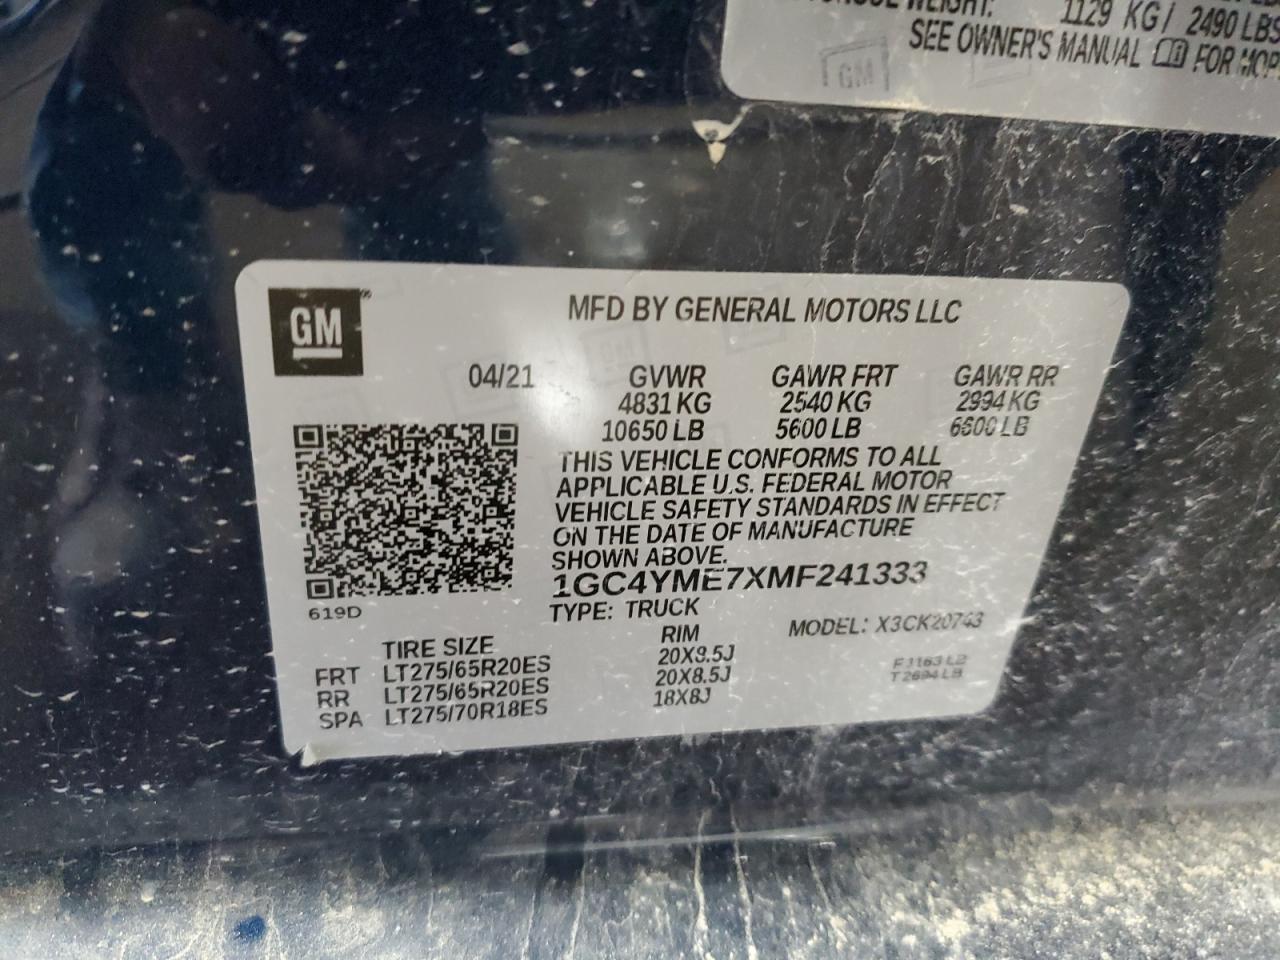 1129 KG / 2490 LBS
SEE OWNER'S MANUAL FOR
GM
GM
MFD BY GENERAL MOTORS LLC
04/21 GVWR GAWR FRT GAWR RR
4831 KG 2540 KG 2994 KG
10650 LB 5600 LB 6600 LB
THIS VEHICLE CONFORMS TO ALL
APPLICABLE U.S. FEDERAL MOTOR
VEHICLE SAFETY STANDARDS IN EFFECT
ON THE DATE OF MANUFACTURE
SHOWN ABOVE.
1GC4YME7XMF241333
619D
TYPE: TRUCK MODEL: X3CK20743
TIRE SIZE RIM
FRT LT275/65R20ES 20X8.5J
RR LT275/65R20ES 20X8.5J
SPA LT275/70R18ES 18X8J